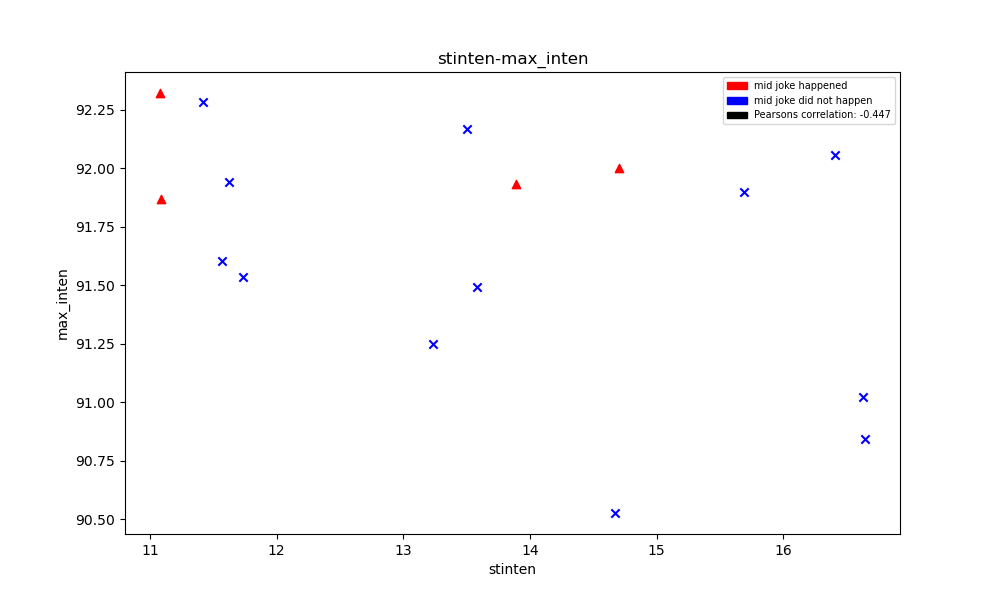 stinten-max_inten
mid joke happened
mid joke did not happen
Pearsons correlation: -0.447
92.25
92.00
91.75
91.50
91.25
91.00
90.75
90.50
max_inten
11 12 13 14 15 16
stinten